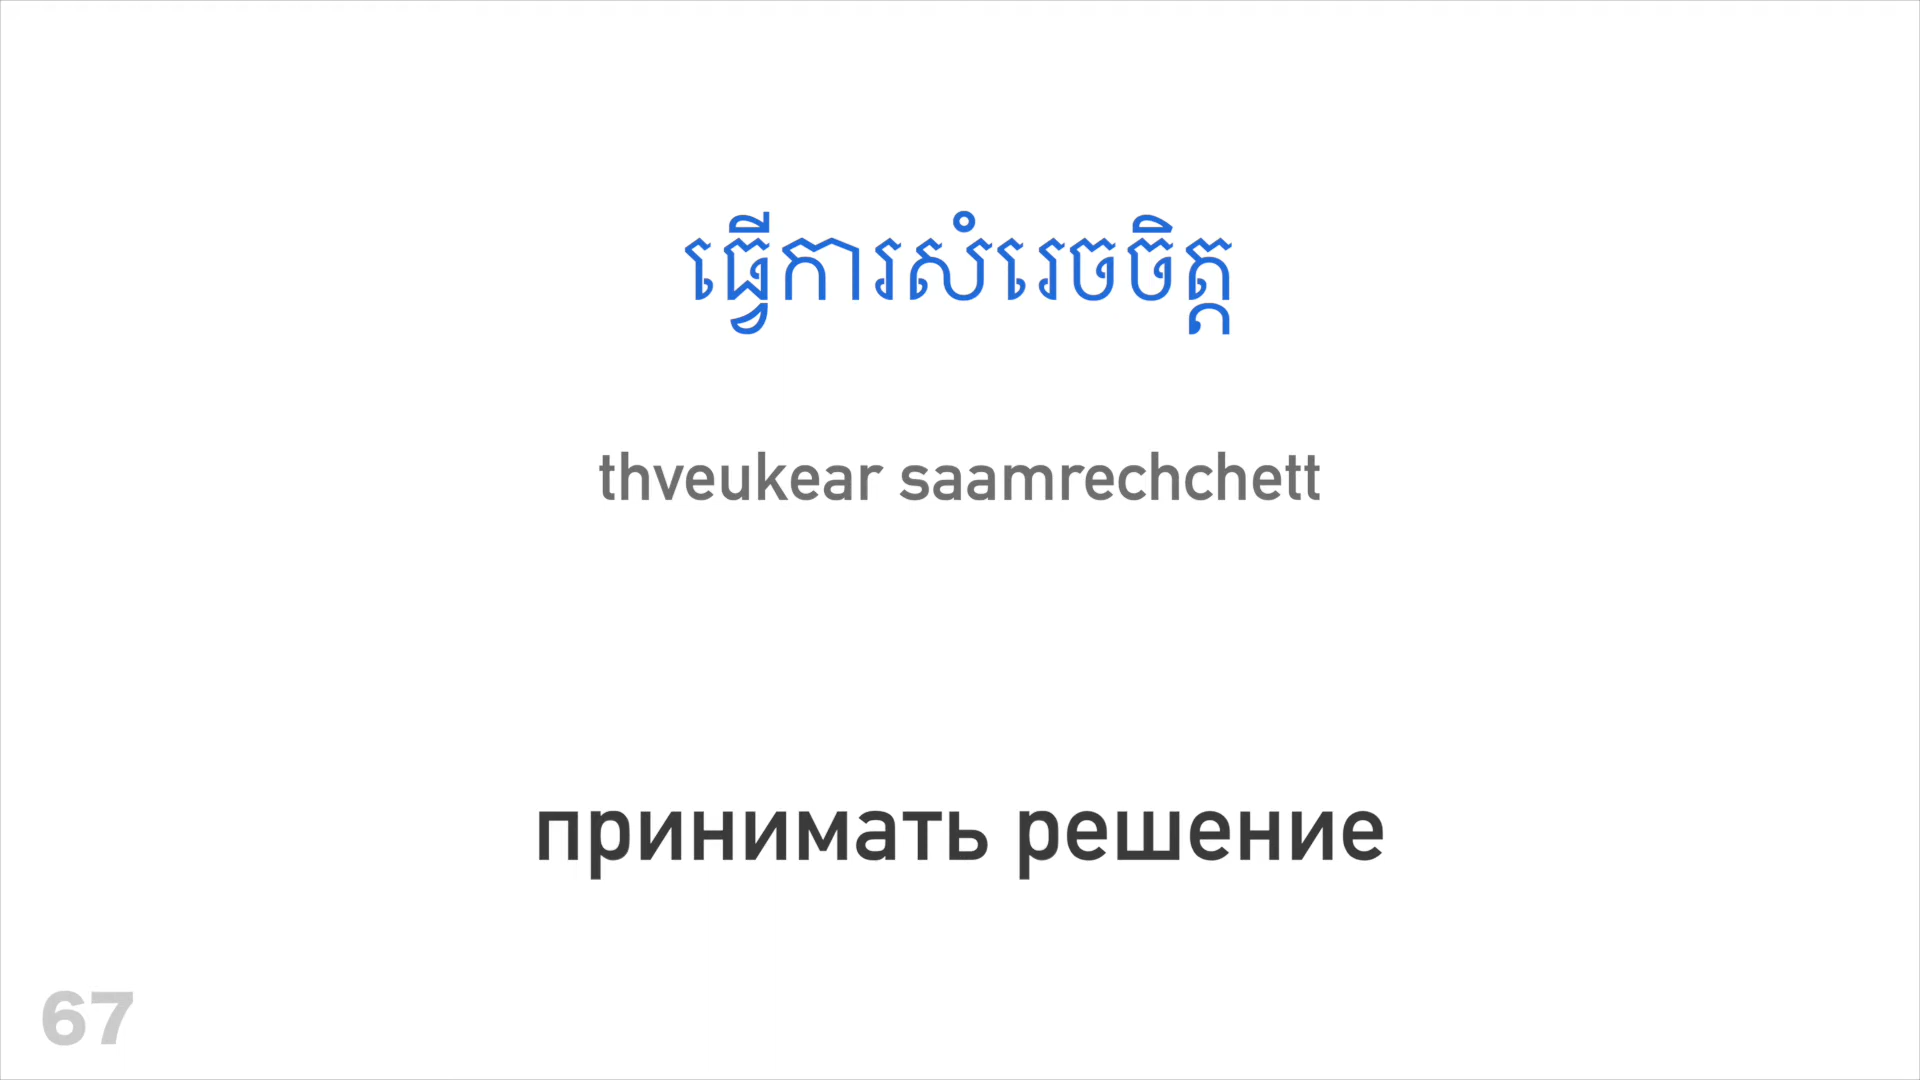 ធ្វើការសំរេចចិត្ត
thveukear saamrechchett
принимать решение
67